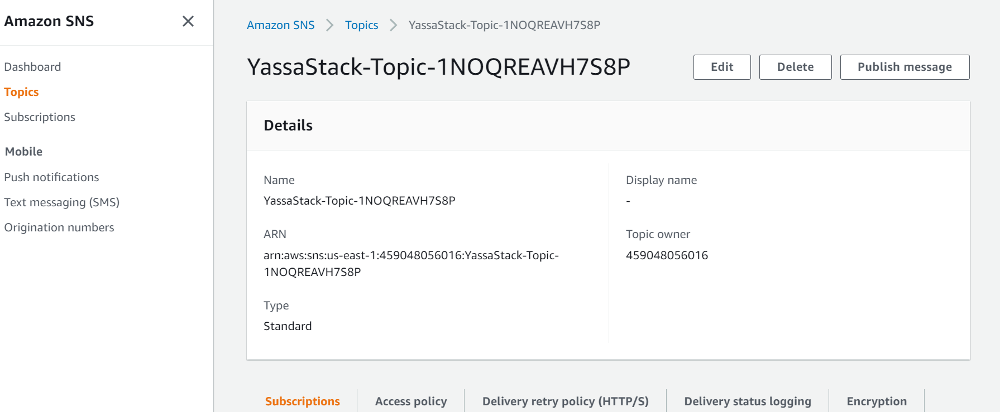 Amazon SNS
Dashboard
Topics
Subscriptions
Mobile
Push notifications
Text messaging (SMS)
Origination numbers
Amazon SNS > Topics > YassaStack-Topic-1NOQREAVH7S8P
YassaStack-Topic-1NOQREAVH7S8P
Edit
Delete
Publish message
Details
Name
YassaStack-Topic-1NOQREAVH7S8P
ARN
arn:aws:sns:us-east-1:459048056016:YassaStack-Topic-
1NOQREAVH7S8P
Type
Standard
Display name
-
Topic owner
459048056016
Subscriptions
Access policy
Delivery retry policy (HTTP/S)
Delivery status logging
Encryption